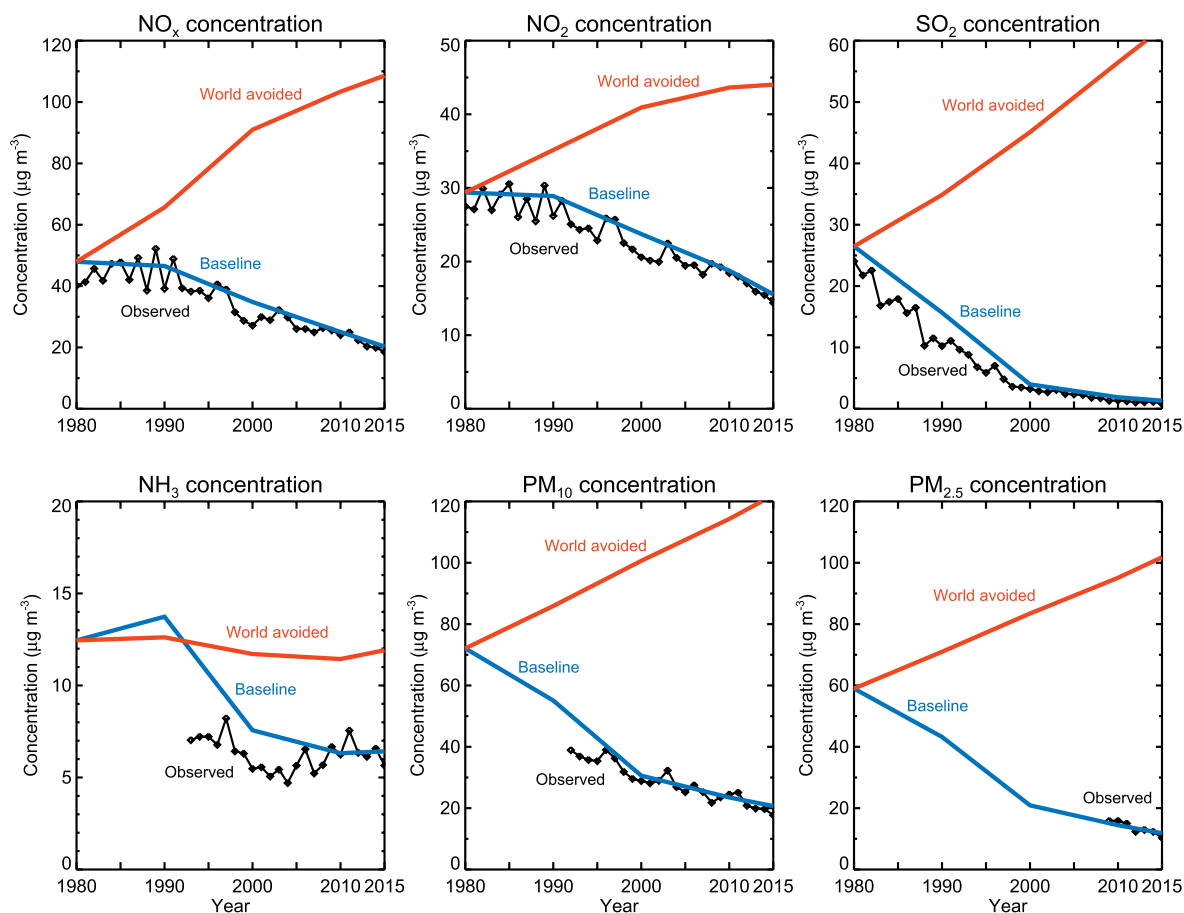 NOₓ concentration
NO₂ concentration
SO₂ concentration
Concentration (µg m⁻³)
120
100
80
60
40
20
0
World avoided
Baseline
Observed
1980 1990 2000 2010 2015
Concentration (µg m⁻³)
50
40
30
20
10
0
World avoided
Baseline
Observed
1980 1990 2000 2010 2015
Concentration (µg m⁻³)
60
50
40
30
20
10
0
World avoided
Baseline
Observed
1980 1990 2000 2010 2015
NH₃ concentration
PM₁₀ concentration
PM₂.₅ concentration
Concentration (µg m⁻³)
20
15
10
5
0
World avoided
Baseline
Observed
1980 1990 2000 2010 2015
Year
Concentration (µg m⁻³)
120
100
80
60
40
20
0
World avoided
Baseline
Observed
1980 1990 2000 2010 2015
Year
Concentration (µg m⁻³)
120
100
80
60
40
20
0
World avoided
Baseline
Observed
1980 1990 2000 2010 2015
Year